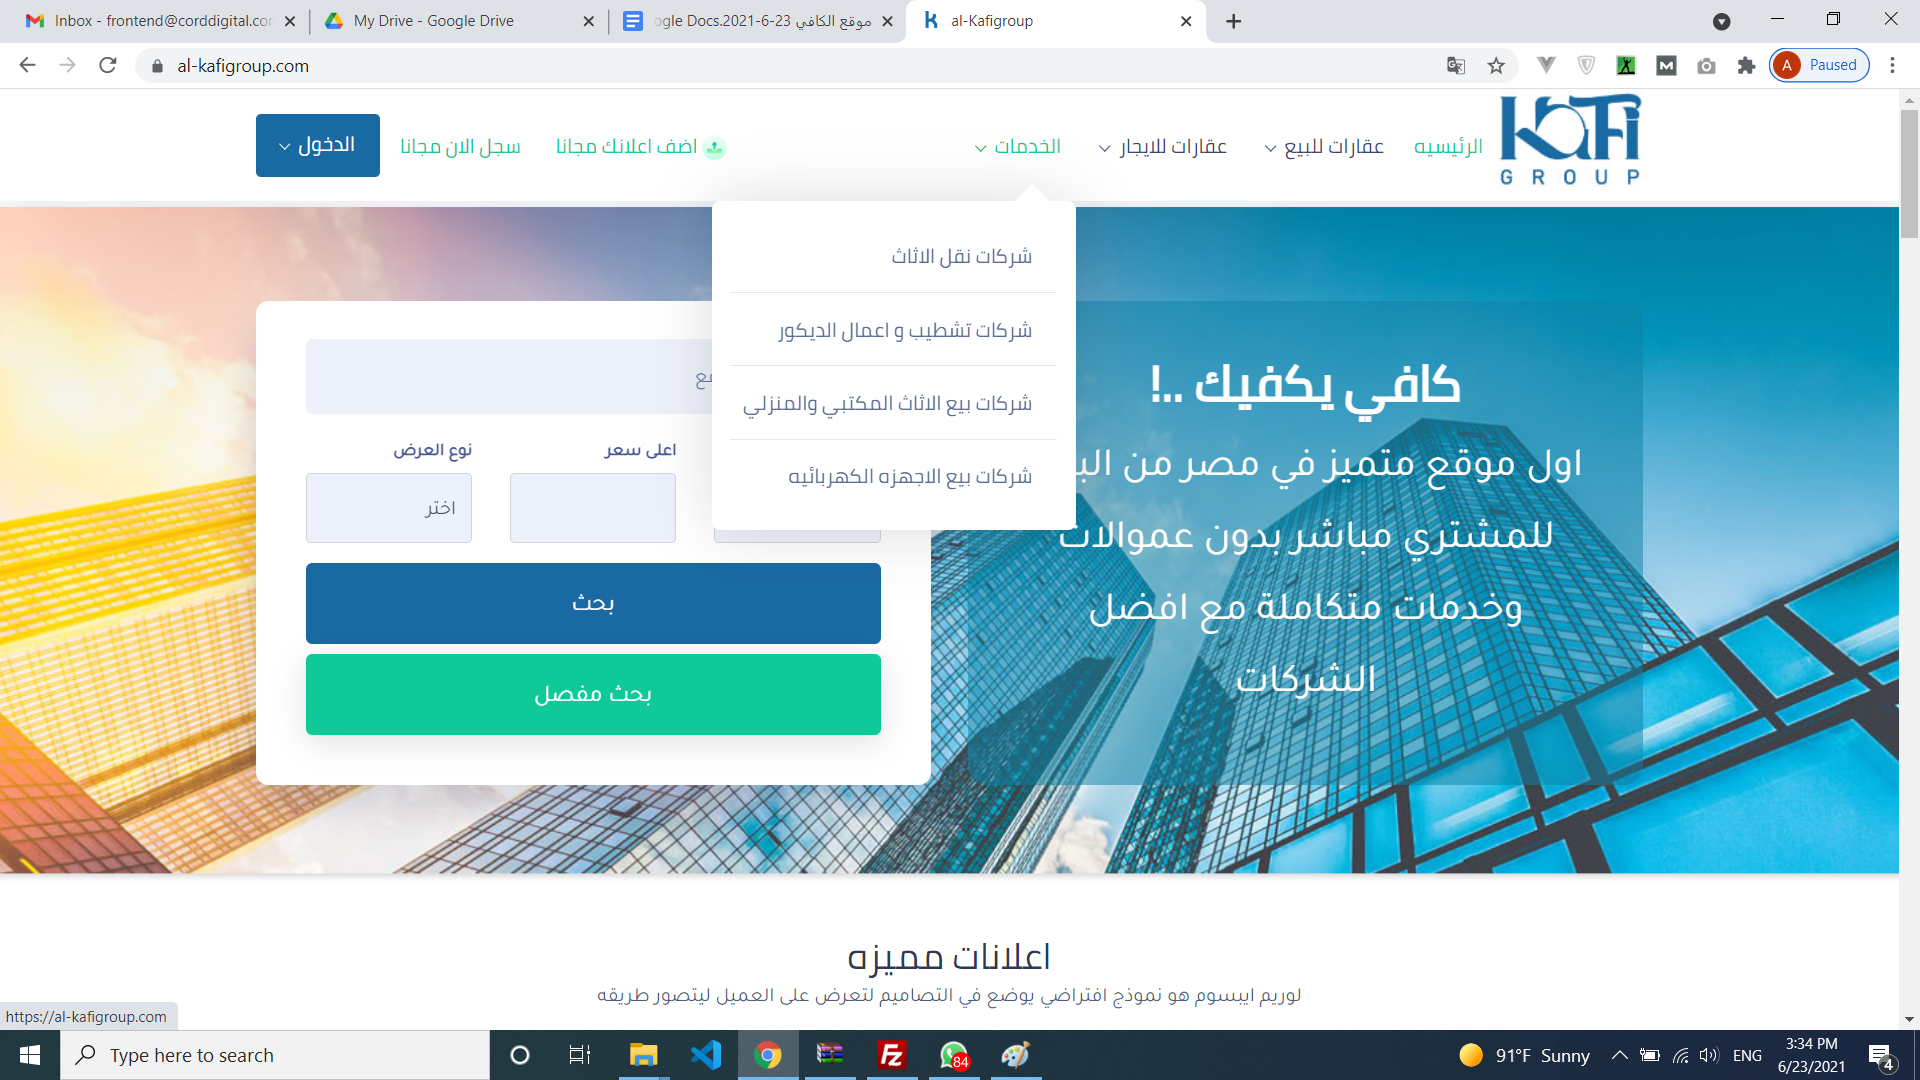 Inbox - frontend@corddigital.con
My Drive - Google Drive
موقع الكافي 23-6-2021.ogle Docs
al-Kafigroup
al-kafigroup.com
A
Paused
KaFi
GROUP
الرئيسيه
عقارات للبيع
عقارات للايجار
الخدمات
اضف اعلانك مجانا
سجل الان مجانا
الدخول
شركات نقل الاثاث
شركات تشطيب و اعمال الديكور
شركات بيع الاثاث المكتبي والمنزلي
شركات بيع الاجهزه الكهربائيه
كافي يكفيك ..!
اول موقع متميز في مصر من
للمشتري مباشر بدون عموالات
وخدمات متكاملة مع افضل
الشركات
اعلى سعر
نوع العرض
اختر
بحث
بحث مفصل
اعلانات مميزه
لوريم ايبسوم هو نموذج افتراضي يوضع في التصاميم لتعرض على العميل ليتصور طريقه
https://al-kafigroup.com
Type here to search
84
91°F Sunny
ENG
3:34 PM
6/23/2021
4